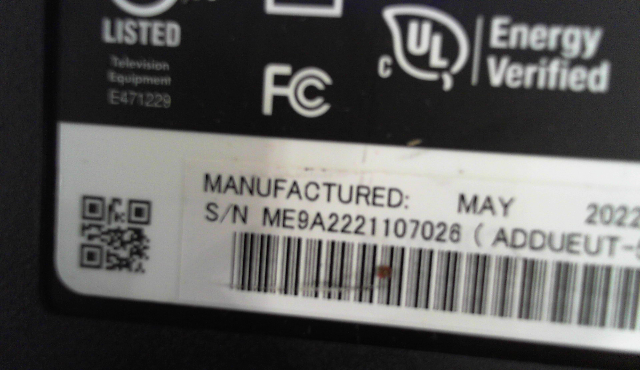 LISTED
Television
Equipment
E471229
FC
c UL
Energy
Verified
MANUFACTURED: MAY 2022
S/N ME9A2221107026 ( ADDUEUT-